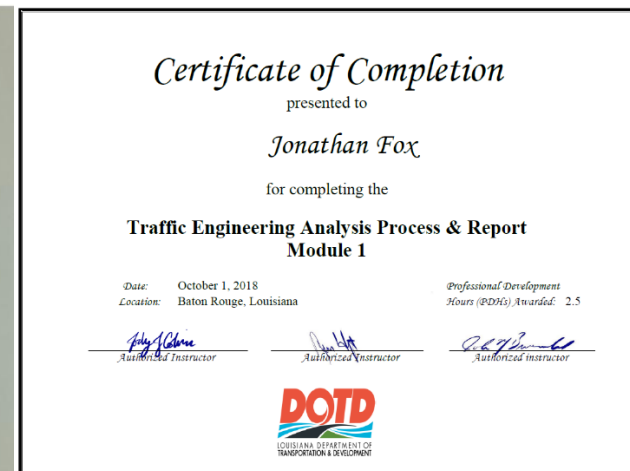 Certificate of Completion
presented to
Jonathan Fox
for completing the
Traffic Engineering Analysis Process & Report
Module 1
Date: October 1, 2018
Location: Baton Rouge, Louisiana
Professional Development
Hours (PDHs) Awarded: 2.5
Authorized Instructor
Authorized Instructor
Authorized instructor
DOTD
LOUISIANA DEPARTMENT OF
TRANSPORTATION & DEVELOPMENT